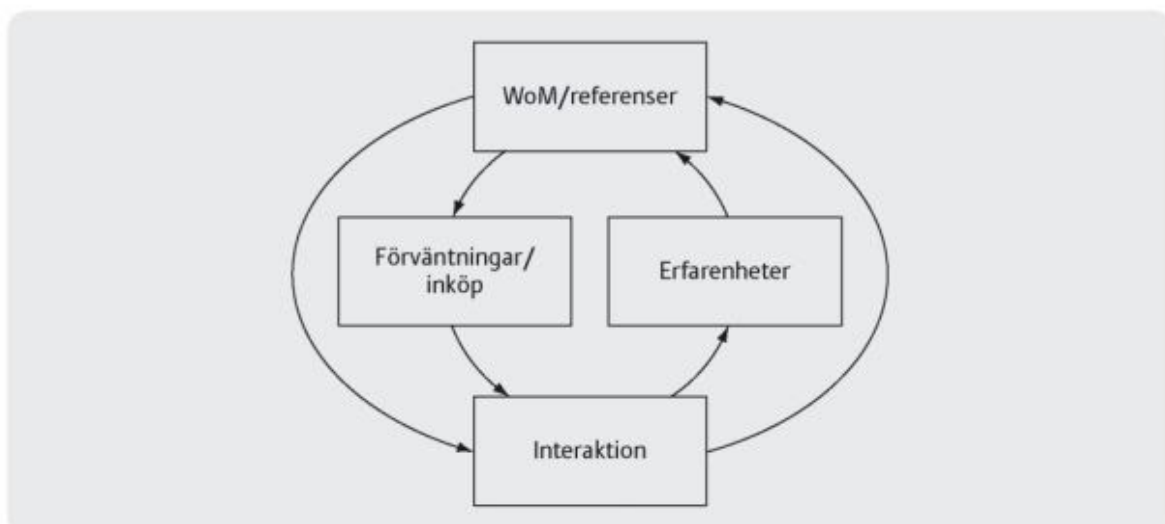 WoM/referenser
Förväntningar/
inköp
Erfarenheter
Interaktion